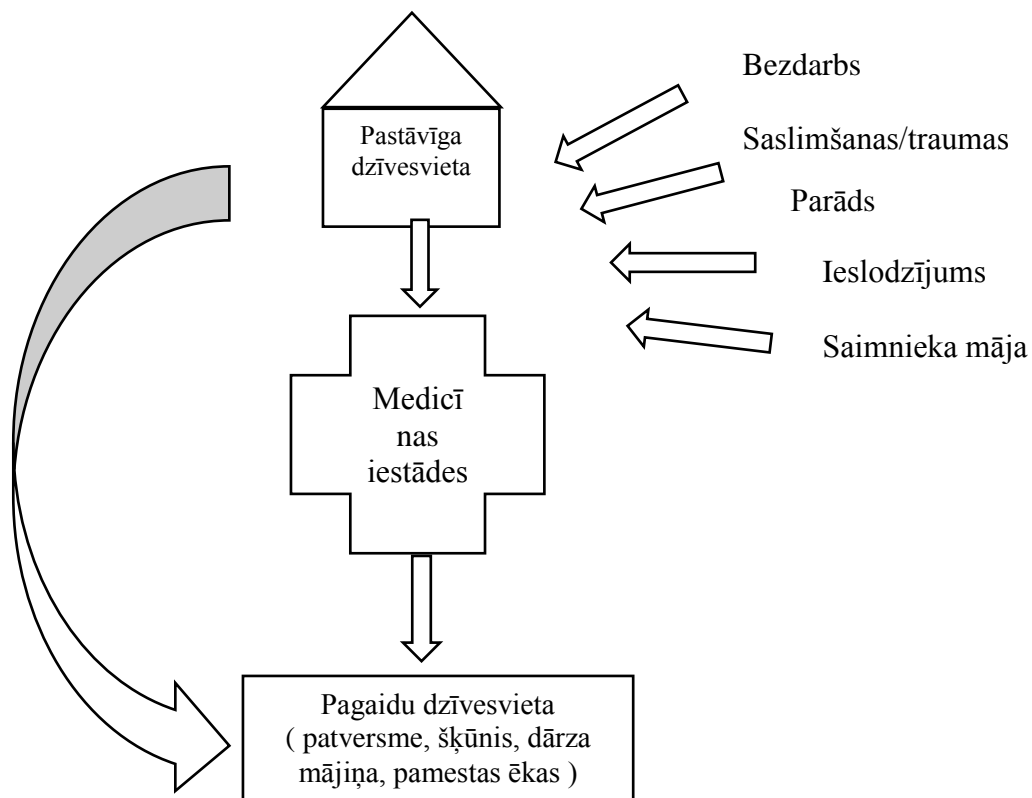 Pastāvīga
dzīvesvieta
Bezdarbs
Saslimšanas/traumas
Parāds
Ieslodzījums
Saimnieka māja
Medicī
nas
iestādes
Pagaidu dzīvesvieta
( patversme, šķūnis, dārza
mājiņa, pamestas ēkas )